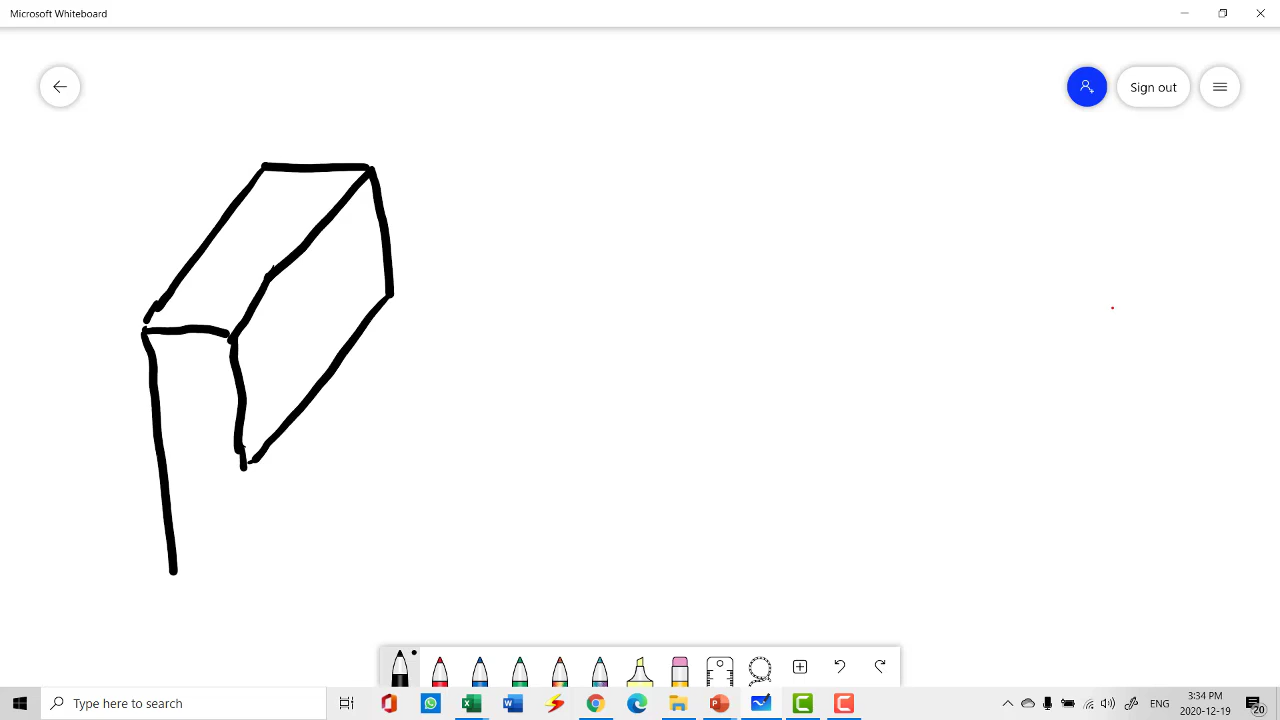 Microsoft Whiteboard
Sign out
Type here to search
ENG
3:34 PM
2020-12-19
20